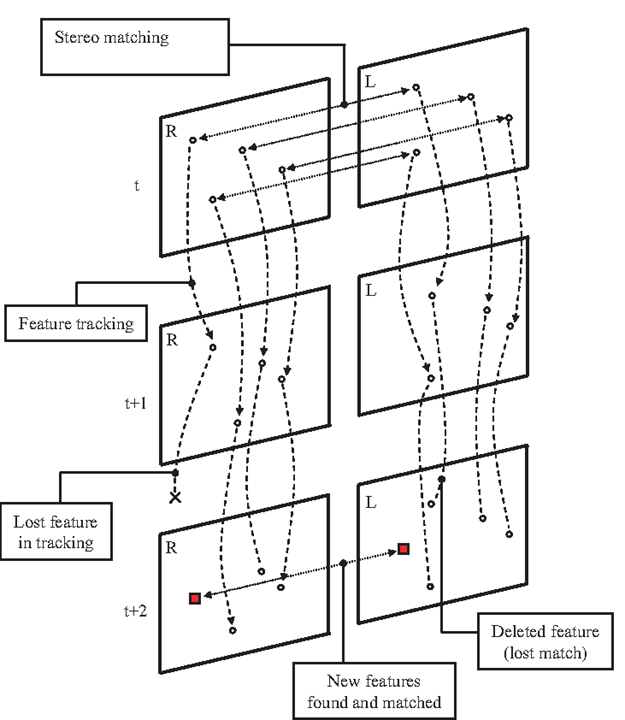 Stereo matching
L
R
t
L
Feature tracking
R
t+1
L
Lost feature
in tracking
R
t+2
Deleted feature
(lost match)
New features
found and matched